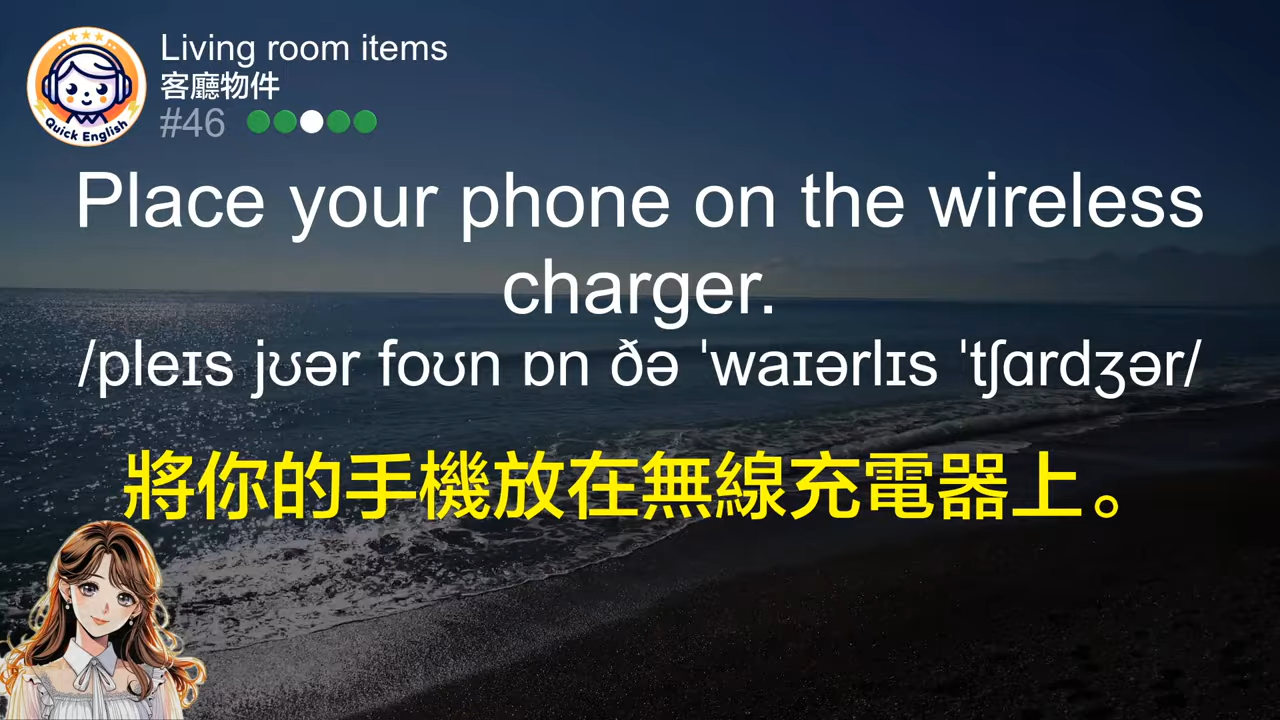 Living room items
客廳物件
#46
Quick English
Place your phone on the wireless
charger.
/pleɪs jʊər foʊn ɒn ðə ˈwaɪərlɪs ˈtʃɑrdʒər/
將你的手機放在無線充電器上。